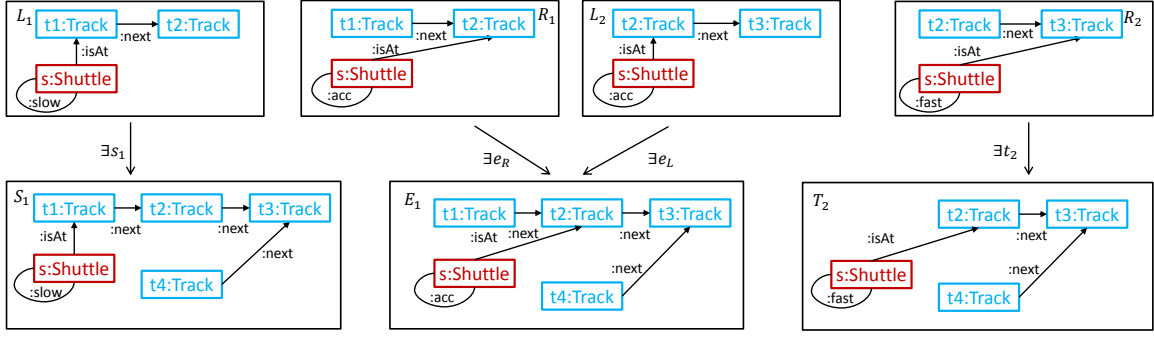 L₁ t1:Track :next t2:Track
:isAt
s:Shuttle
:slow
t1:Track :next t2:Track R₁
:isAt
s:Shuttle
:acc
L₂ t2:Track :next t3:Track
:isAt
s:Shuttle
:acc
t2:Track :next t3:Track R₂
:isAt
s:Shuttle
:fast
∃s₁
∃e_R
∃e_L
∃t₂
S₁ t1:Track :next t2:Track :next t3:Track
:isAt
:next
s:Shuttle
:slow
t4:Track
E₁ t1:Track :next t2:Track :next t3:Track
:isAt
:next
s:Shuttle
:acc
t4:Track
T₂ t2:Track :next t3:Track
:isAt
:next
s:Shuttle
:fast
t4:Track